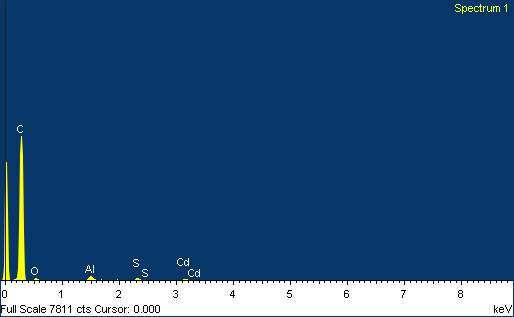 Spectrum 1
C
O
Al
S
S
Cd
Cd
0 1 2 3 4 5 6 7 8
Full Scale 7811 cts Cursor: 0.000 keV